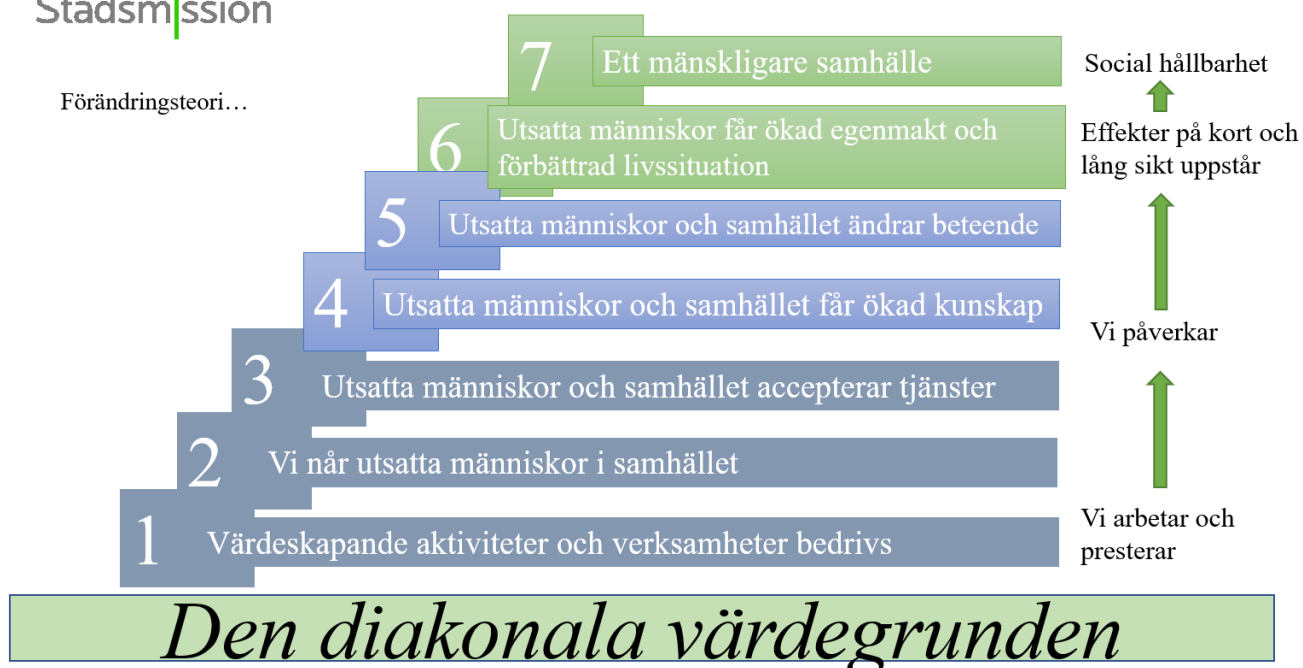 Stadsmission
Förändringsteori…
7 Ett mänskligare samhälle
Social hållbarhet
6 Utsatta människor får ökad egenmakt och
förbättrad livssituation
Effekter på kort och
lång sikt uppstår
5 Utsatta människor och samhället ändrar beteende
4 Utsatta människor och samhället får ökad kunskap
Vi påverkar
3 Utsatta människor och samhället accepterar tjänster
2 Vi når utsatta människor i samhället
1 Värdeskapande aktiviteter och verksamheter bedrivs
Vi arbetar och
presterar
Den diakonala värdegrunden